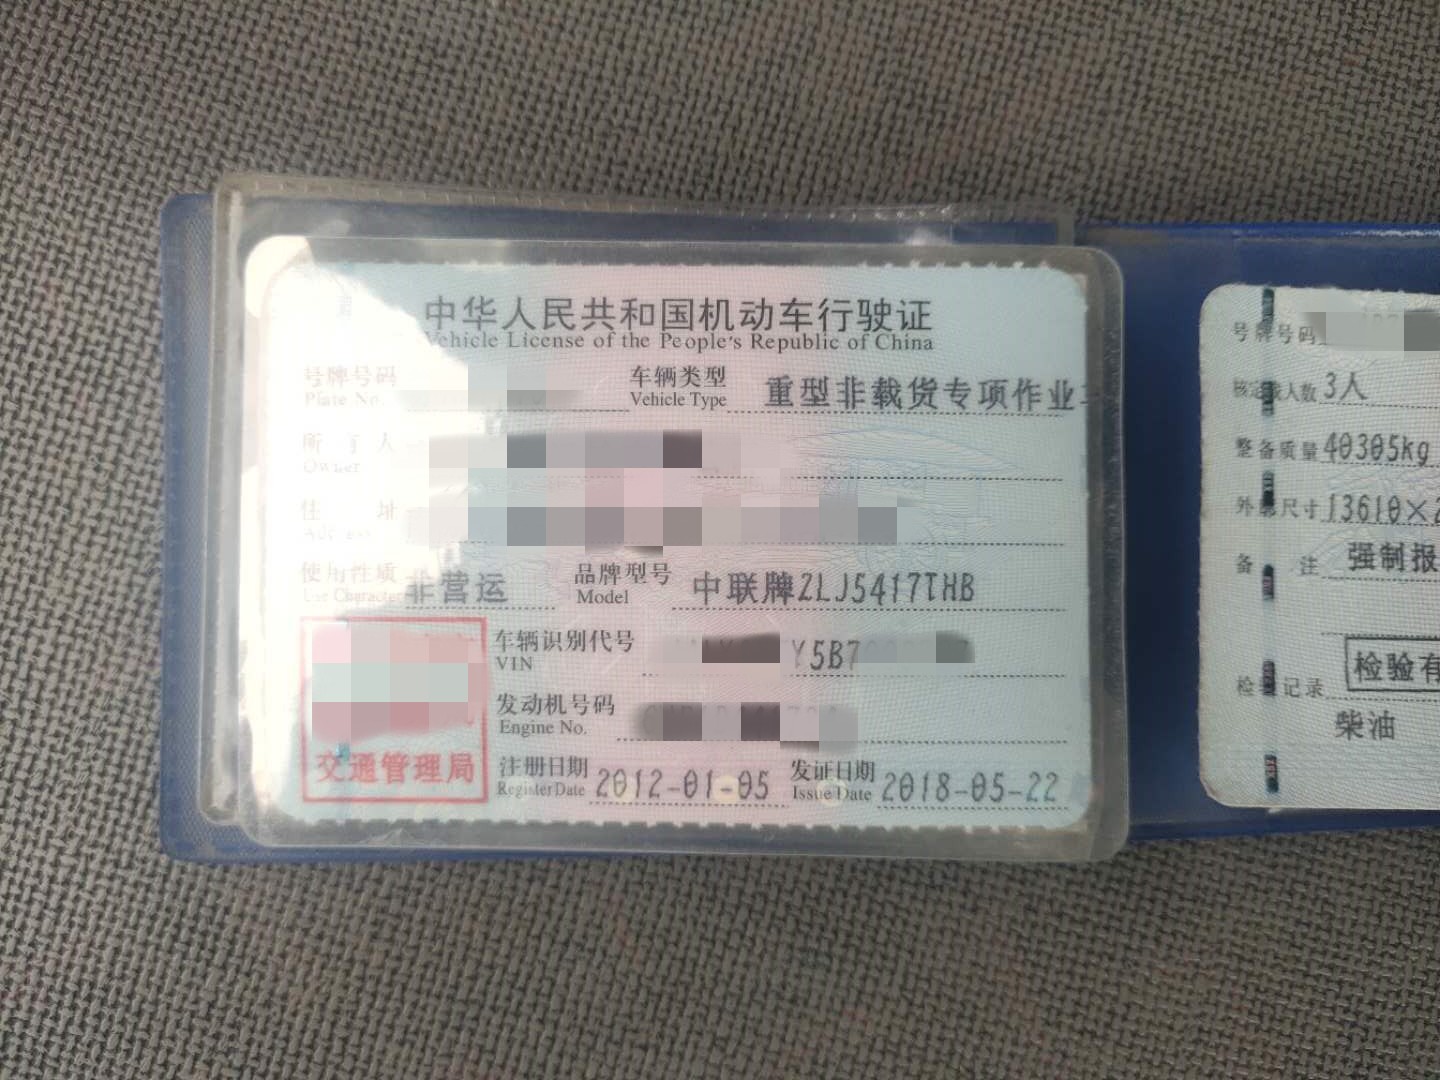 中华人民共和国机动车行驶证
Vehicle License of the People's Republic of China
号牌号码
Plate No.
车辆类型
Vehicle Type
重型非载货专项作业
所有人
Owner
住址
Address
使用性质
Use Character
非营运
品牌型号
Model
中联牌ZLJ5417THB
车辆识别代号
VIN
Y5B7
发动机号码
Engine No.
交通管理局
注册日期
Register Date
2012-01-05
发证日期
Issue Date
2018-05-22
号牌号码
核定载人数 3人
整备质量 40305kg
外廓尺寸 13610×2
备注 强制报
检验记录 检验有
柴油